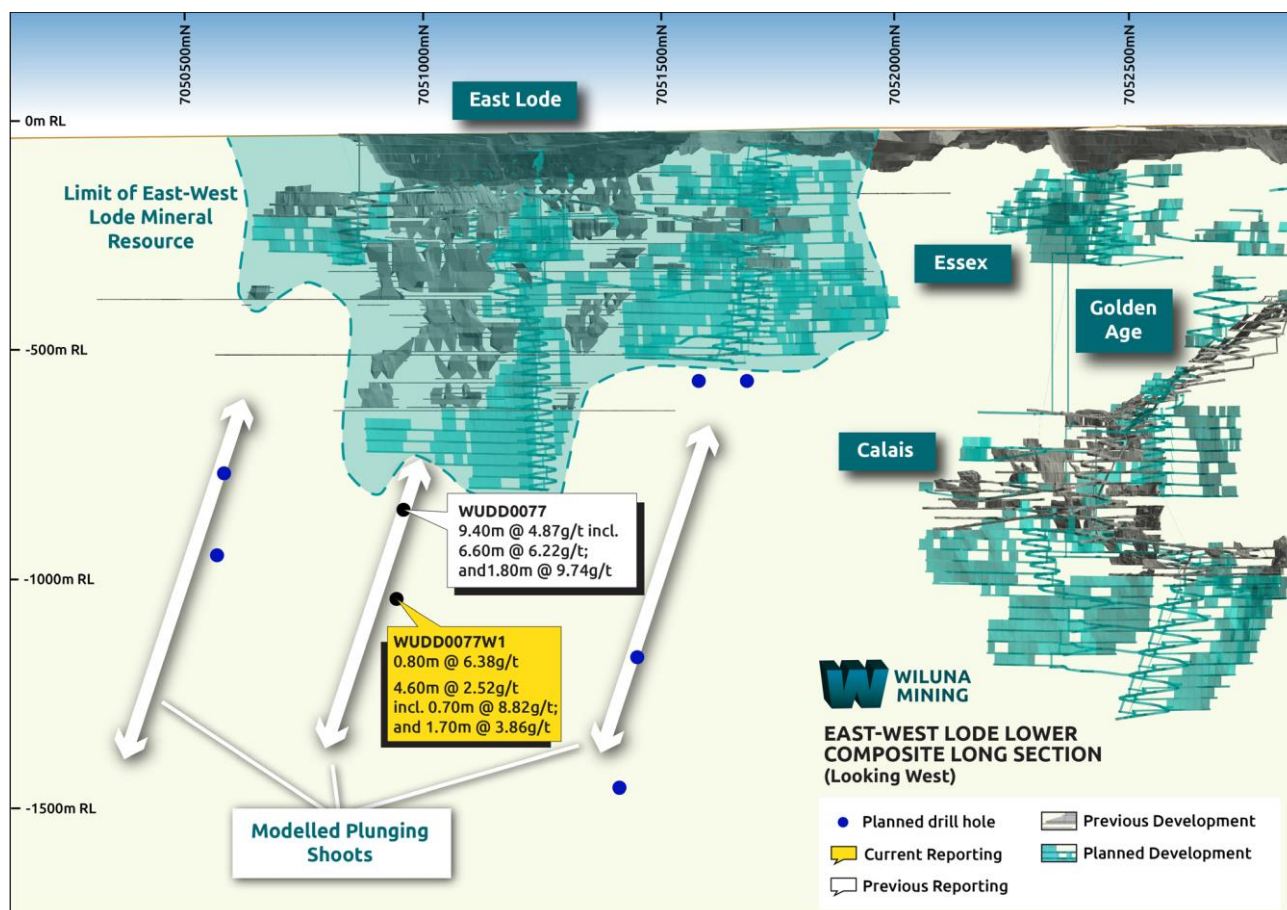 7050500mN
7051000mN
7051500mN
7052000mN
7052500mN
East Lode
0m RL
Limit of East-West
Lode Mineral
Resource
Essex
Golden
Age
-500m RL
Calais
WUDD0077
9.40m @ 4.87g/t incl.
6.60m @ 6.22g/t;
and1.80m @ 9.74g/t
-1000m RL
WUDD0077W1
0.80m @ 6.38g/t
4.60m @ 2.52g/t
incl. 0.70m @ 8.82g/t;
and 1.70m @ 3.86g/t
WILUNA
MINING
EAST-WEST LODE LOWER
COMPOSITE LONG SECTION
(Looking West)
-1500m RL
Modelled Plunging
Shoots
Planned drill hole
Current Reporting
Previous Reporting
Previous Development
Planned Development